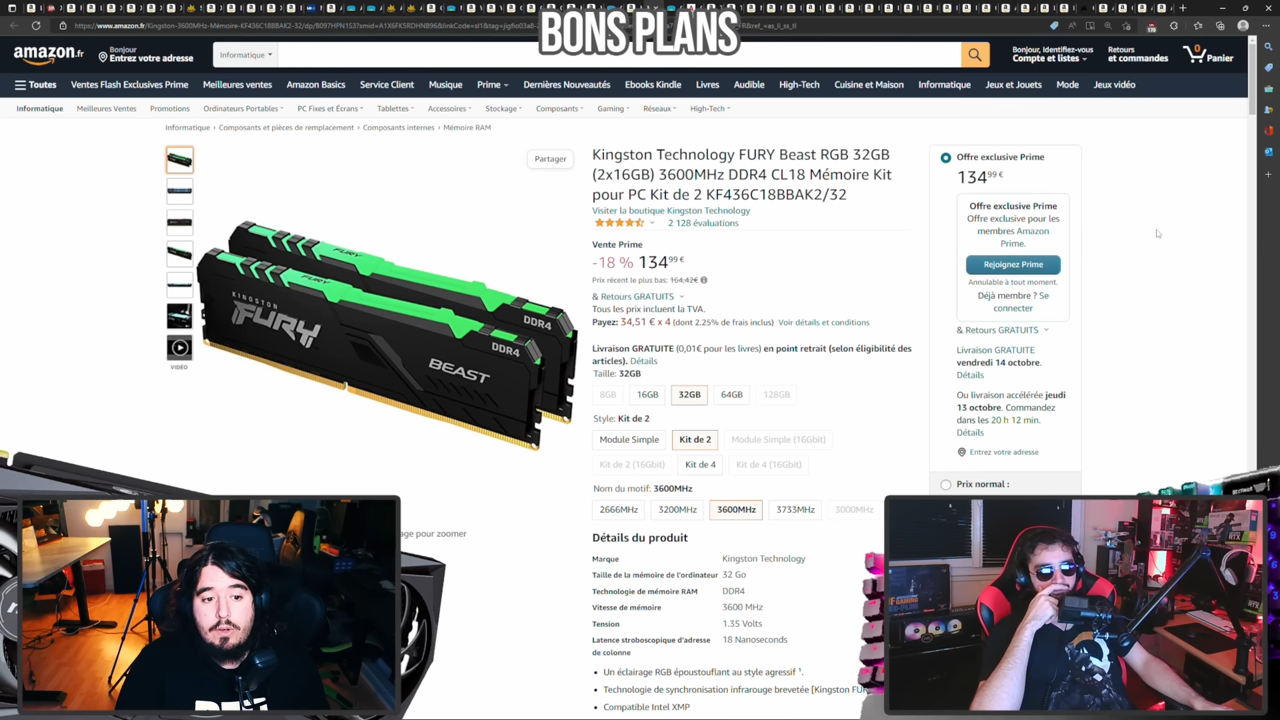 BONS PLANS
amazon.fr
Bonjour
Entrez votre adresse
Informatique
Bonjour, Identifiez-vous
Compte et listes
Retours
et commandes
0
Panier
Toutes
Ventes Flash Exclusives Prime
Meilleures ventes
Amazon Basics
Service Client
Musique
Prime
Dernières Nouveautés
Ebooks Kindle
Livres
Audible
High-Tech
Cuisine et Maison
Informatique
Jeux et Jouets
Mode
Jeux vidéo
Informatique
Meilleures Ventes
Promotions
Ordinateurs Portables
PC Fixes et Écrans
Tablettes
Accessoires
Stockage
Composants
Gaming
Réseaux
High-Tech
Informatique › Composants et pièces de remplacement › Composants internes › Mémoire RAM
Partager
VIDÉO
FURY
FURY
KINGSTON
FURY
BEAST
DDR4
DDR4
Kingston Technology FURY Beast RGB 32GB
(2x16GB) 3600MHz DDR4 CL18 Mémoire Kit
pour PC Kit de 2 KF436C18BBAK2/32
Visiter la boutique Kingston Technology
2 128 évaluations
Vente Prime
-18 % 134,99 €
Prix récent le plus bas: 164,42€
& Retours GRATUITS
Tous les prix incluent la TVA.
Payez: 34,51 € x 4 (dont 2.25% de frais inclus) Voir détails et conditions
Livraison GRATUITE (0,01€ pour les livres) en point retrait (selon éligibilité des
articles). Détails
Taille: 32GB
8GB
16GB
32GB
64GB
128GB
Style: Kit de 2
Module Simple
Kit de 2
Module Simple (16Gbit)
Kit de 2 (16Gbit)
Kit de 4
Kit de 4 (16Gbit)
Nom du motif: 3600MHz
2666MHz
3200MHz
3600MHz
3733MHz
3000MHz
Détails du produit
Marque Kingston Technology
Taille de la mémoire de l'ordinateur 32 Go
Technologie de mémoire RAM DDR4
Vitesse de mémoire 3600 MHz
Tension 1.35 Volts
Latence stroboscopique d'adresse 18 Nanoseconds
de colonne
• Un éclairage RGB époustouflant au style agressif ¹.
• Technologie de synchronisation infrarouge brevetée [Kingston FU
• Compatible Intel XMP
Offre exclusive Prime
134,99 €
Offre exclusive Prime
Offre exclusive pour les
membres Amazon
Prime.
Rejoignez Prime
Annulable à tout moment.
Déjà membre ? Se
connecter
& Retours GRATUITS
Livraison GRATUITE
vendredi 14 octobre.
Détails
Ou livraison accélérée jeudi
13 octobre. Commandez
dans les 20 h 12 min.
Détails
Entrez votre adresse
Prix normal :
age pour zoomer